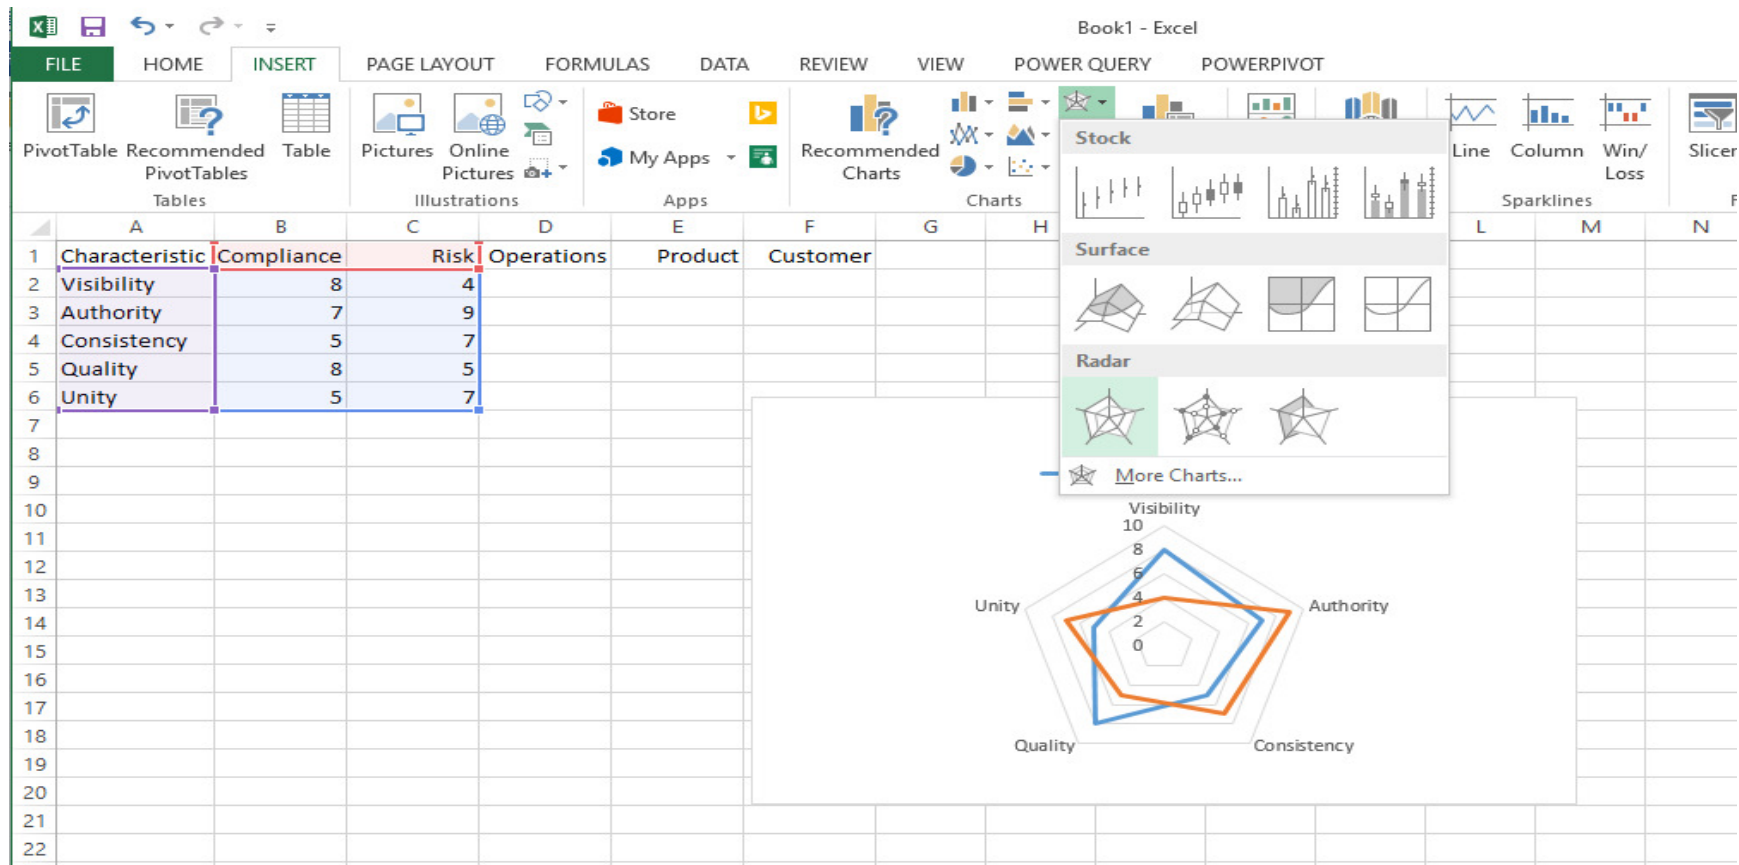 Book1 - Excel
FILE HOME INSERT PAGE LAYOUT FORMULAS DATA REVIEW VIEW POWER QUERY POWERPIVOT
Store
My Apps
PivotTable Recommended PivotTables Table Pictures Online Pictures Recommended Charts Line Column Win/ Loss Slicer
Tables Illustrations Apps Charts Sparklines F
Stock
Surface
Radar
More Charts...
A B C D E F G H L M N
1 Characteristic Compliance Risk Operations Product Customer
2 Visibility 8 4
3 Authority 7 9
4 Consistency 5 7
5 Quality 8 5
6 Unity 5 7
7
8
9
10
11
12
13
14
15
16
17
18
19
20
21
22
Visibility
10
8
6
4
2
0
Unity Authority
Quality Consistency